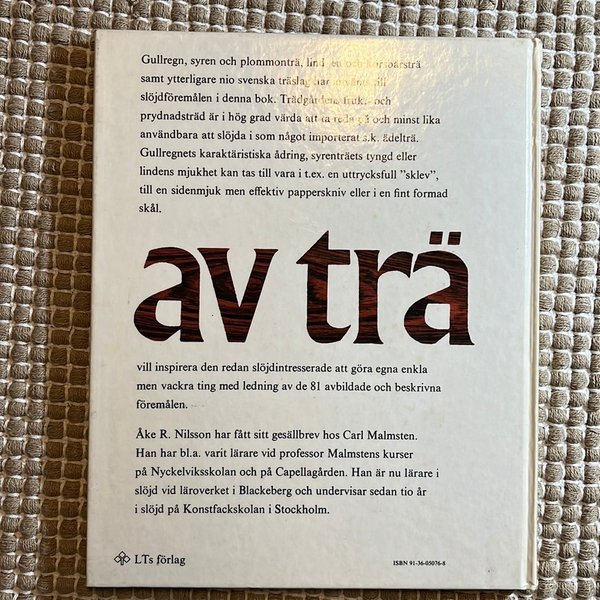 Gullregn, syren och plommonträ, lind, en och körsbärsträ
samt ytterligare nio svenska träslag har använts till
slöjdföremålen i denna bok. Trädgårdens frukt- och
prydnadsträd är i hög grad värda att ta reda på och minst lika
användbara att slöjda i som något importerat s.k. ädelträ.
Gullregnets karaktäristiska ådring, syrenträets tyngd eller
lindens mjukhet kan tas till vara i t.ex. en uttrycksfull ”sklev”,
till en sidenmjuk men effektiv papperskniv eller i en fint formad
skål.
av trä
vill inspirera den redan slöjdintresserade att göra egna enkla
men vackra ting med ledning av de 81 avbildade och beskrivna
föremålen.
Åke R. Nilsson har fått sitt gesällbrev hos Carl Malmsten.
Han har bl.a. varit lärare vid professor Malmstens kurser
på Nyckelviksskolan och på Capellagården. Han är nu lärare i
slöjd vid läroverket i Blackeberg och undervisar sedan tio år
i slöjd på Konstfackskolan i Stockholm.
LTs förlag
ISBN 91-36-05076-8